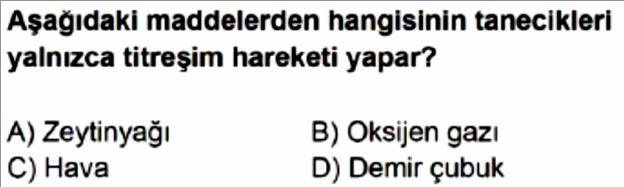 Aşağıdaki maddelerden hangisinin tanecikleri
yalnızca titreşim hareketi yapar?
A) Zeytinyağı B) Oksijen gazı
C) Hava D) Demir çubuk